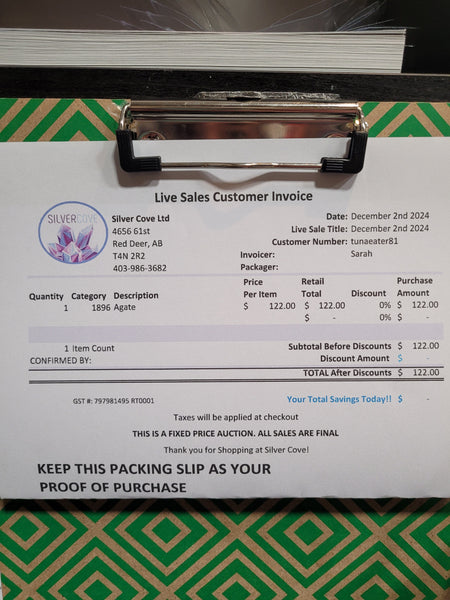 Live Sales Customer Invoice
SILVERCOVE
Silver Cove Ltd
4656 61st
Red Deer, AB
T4N 2R2
403-986-3682
Date: December 2nd 2024
Live Sale Title: December 2nd 2024
Customer Number: tunaeater81
Invoicer: Sarah
Packager:
Quantity Category Description Price Per Item Retail Total Discount Purchase Amount
1 1896 Agate $ 122.00 $ 122.00 0% $ 122.00
$ - 0% $ -
1 Item Count Subtotal Before Discounts $ 122.00
CONFIRMED BY: Discount Amount $ -
TOTAL After Discounts $ 122.00
GST #: 797981495 RT0001 Your Total Savings Today!! $ -
Taxes will be applied at checkout
THIS IS A FIXED PRICE AUCTION. ALL SALES ARE FINAL
Thank you for Shopping at Silver Cove!
KEEP THIS PACKING SLIP AS YOUR
PROOF OF PURCHASE